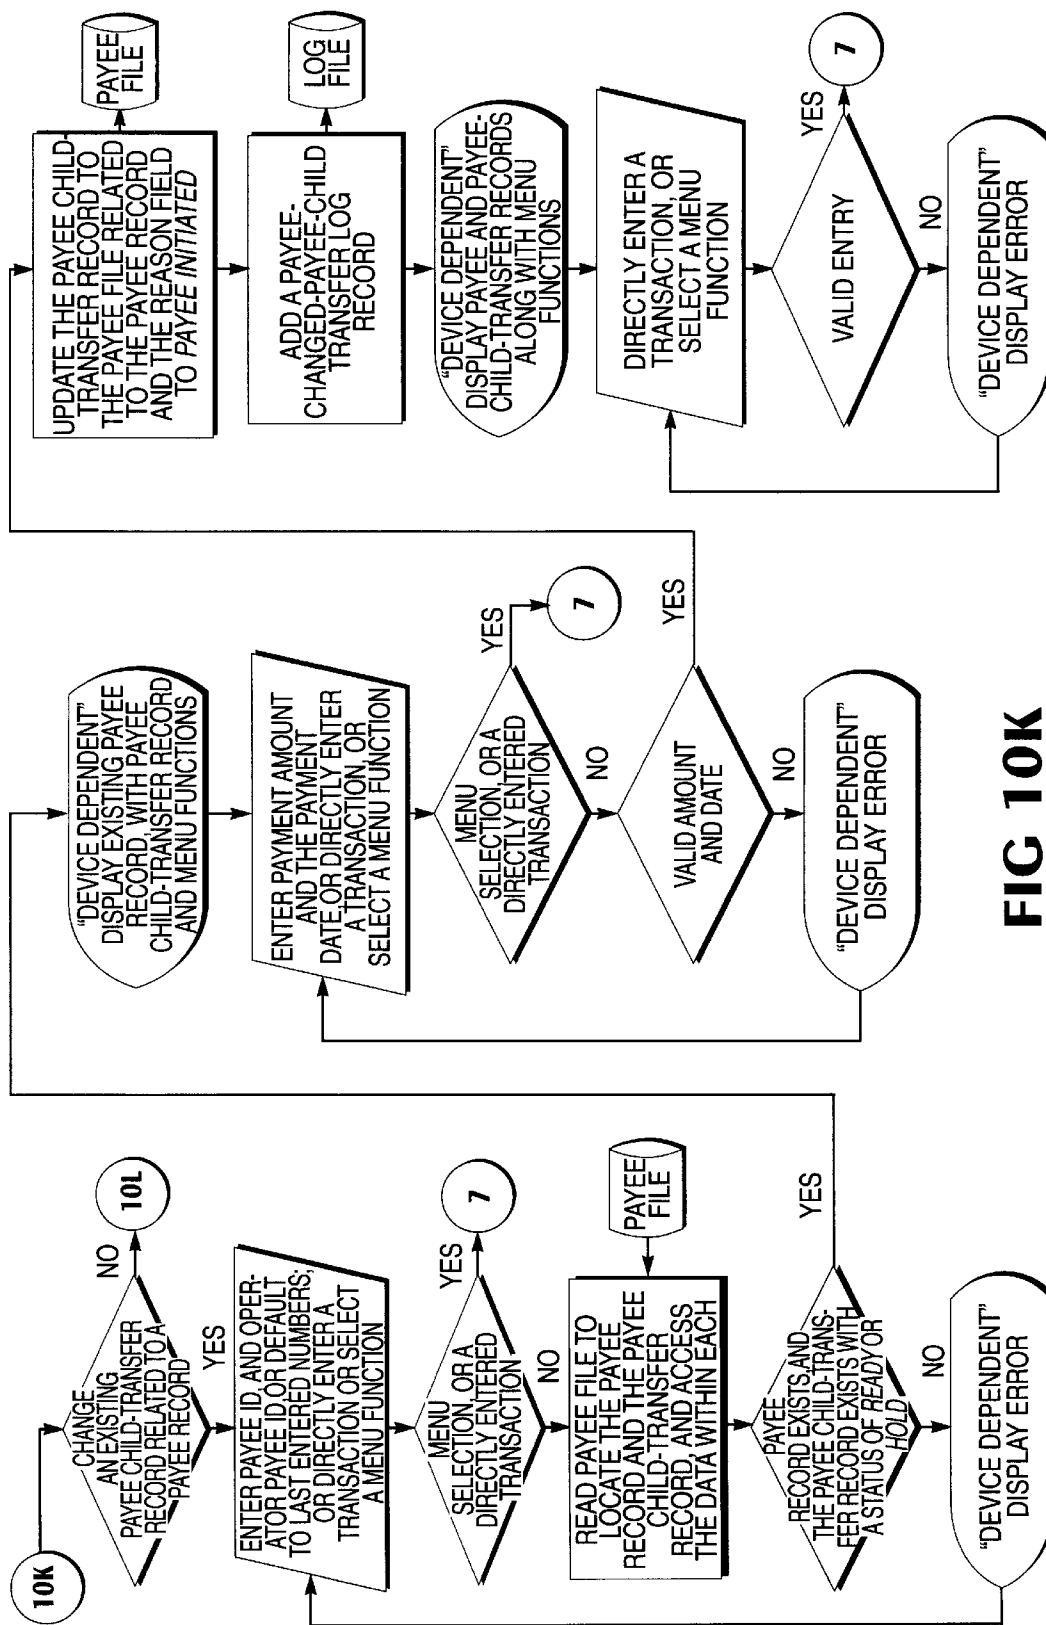 10K
CHANGE
AN EXISTING
PAYEE CHILD-TRANSFER
RECORD RELATED TO A
PAYEE RECORD
NO
10L
YES
ENTER PAYEE ID, AND OPER-
ATOR PAYEE ID, OR DEFAULT
TO LAST ENTERED NUMBERS;
OR DIRECTLY ENTER A
TRANSACTION OR SELECT
A MENU FUNCTION
MENU
SELECTION, OR A
DIRECTLY ENTERED
TRANSACTION
YES
7
NO
READ PAYEE FILE TO
LOCATE THE PAYEE
RECORD AND THE PAYEE
CHILD-TRANSFER
RECORD, AND ACCESS
THE DATA WITHIN EACH
PAYEE
FILE
PAYEE
RECORD EXISTS, AND
THE PAYEE CHILD-TRANS-
FER RECORD EXISTS WITH
A STATUS OF READY OR
HOLD
YES
NO
"DEVICE DEPENDENT"
DISPLAY ERROR
"DEVICE DEPENDENT"
DISPLAY EXISTING PAYEE
RECORD, WITH PAYEE
CHILD-TRANSFER RECORD
AND MENU FUNCTIONS
ENTER PAYMENT AMOUNT
AND THE PAYMENT
DATE, OR DIRECTLY ENTER
A TRANSACTION, OR
SELECT A MENU FUNCTION
MENU
SELECTION, OR A
DIRECTLY ENTERED
TRANSACTION
YES
7
NO
VALID AMOUNT
AND DATE
YES
NO
"DEVICE DEPENDENT"
DISPLAY ERROR
UPDATE THE PAYEE CHILD-
TRANSFER RECORD TO
THE PAYEE FILE RELATED
TO THE PAYEE RECORD
AND THE REASON FIELD
TO PAYEE INITIATED
PAYEE
FILE
ADD A PAYEE-
CHANGED-PAYEE-CHILD
TRANSFER LOG
RECORD
LOG
FILE
"DEVICE DEPENDENT"
DISPLAY PAYEE AND PAYEE-
CHILD-TRANSFER RECORDS
ALONG WITH MENU
FUNCTIONS
DIRECTLY ENTER A
TRANSACTION, OR
SELECT A MENU
FUNCTION
VALID ENTRY
YES
7
NO
"DEVICE DEPENDENT"
DISPLAY ERROR
FIG 10K